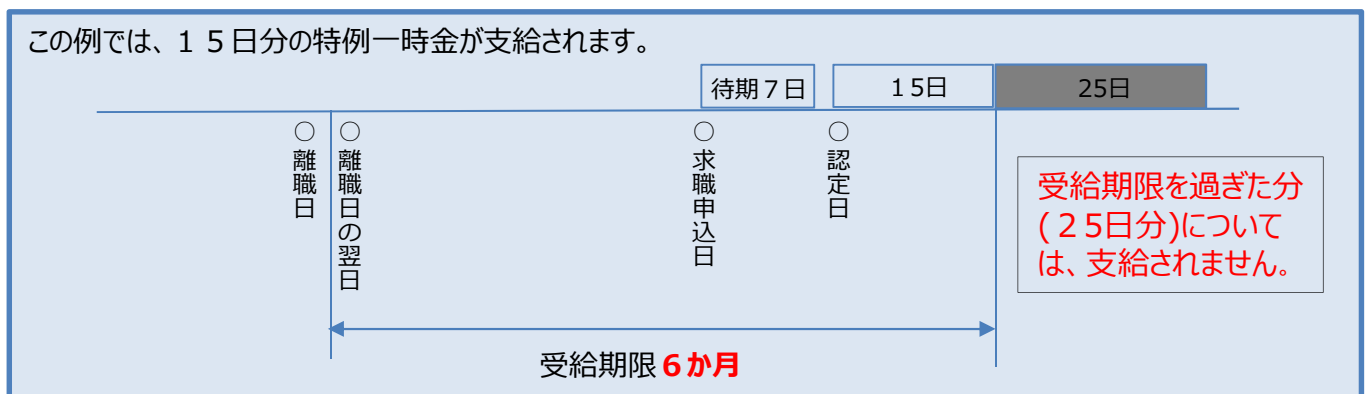 この例では、１５日分の特例一時金が支給されます。
待期７日
１５日
25日
○離職日
○離職日の翌日
○求職申込日
○認定日
受給期限を過ぎた分
(２５日分)について
は、支給されません。
受給期限６か月